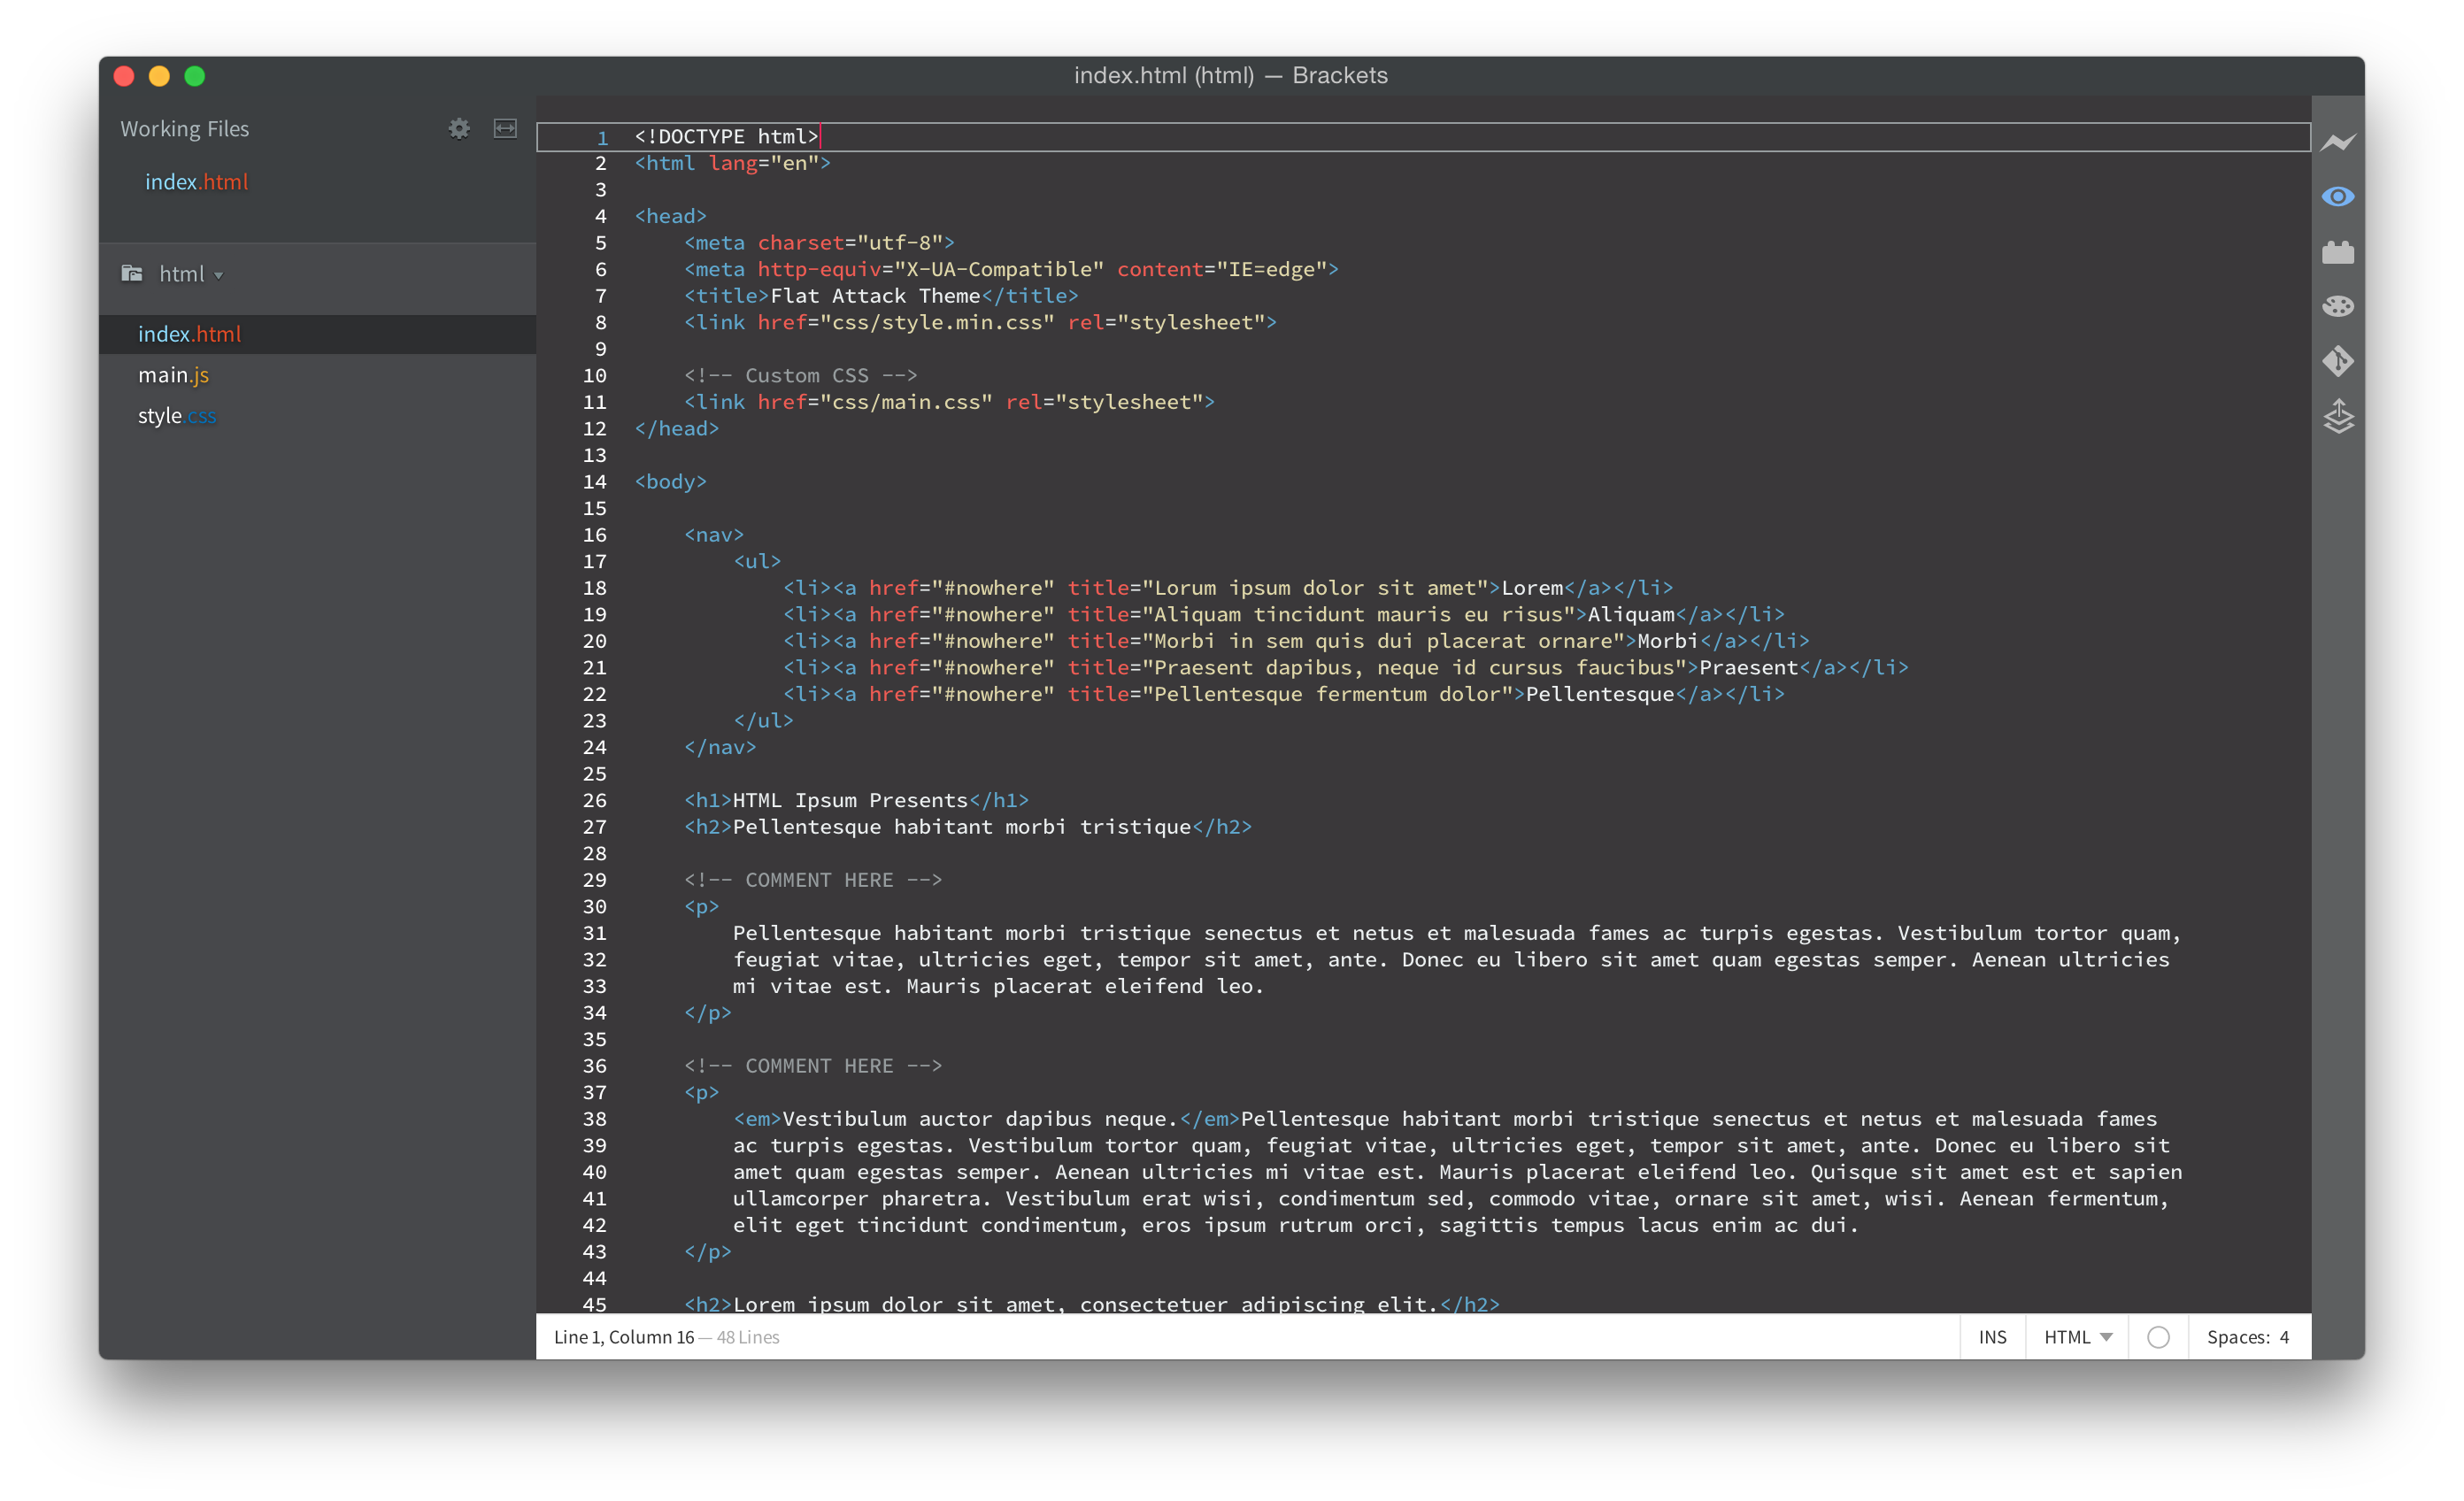 index.html (html) — Brackets
Working Files
index.html
html
index.html
main.js
style.css
1 <!DOCTYPE html>
2 <html lang="en">
3
4 <head>
5     <meta charset="utf-8">
6     <meta http-equiv="X-UA-Compatible" content="IE=edge">
7     <title>Flat Attack Theme</title>
8     <link href="css/style.min.css" rel="stylesheet">
9
10     <!-- Custom CSS -->
11     <link href="css/main.css" rel="stylesheet">
12 </head>
13
14 <body>
15
16     <nav>
17         <ul>
18             <li><a href="#nowhere" title="Lorum ipsum dolor sit amet">Lorem</a></li>
19             <li><a href="#nowhere" title="Aliquam tincidunt mauris eu risus">Aliquam</a></li>
20             <li><a href="#nowhere" title="Morbi in sem quis dui placerat ornare">Morbi</a></li>
21             <li><a href="#nowhere" title="Praesent dapibus, neque id cursus faucibus">Praesent</a></li>
22             <li><a href="#nowhere" title="Pellentesque fermentum dolor">Pellentesque</a></li>
23         </ul>
24     </nav>
25
26     <h1>HTML Ipsum Presents</h1>
27     <h2>Pellentesque habitant morbi tristique</h2>
28
29     <!-- COMMENT HERE -->
30     <p>
31         Pellentesque habitant morbi tristique senectus et netus et malesuada fames ac turpis egestas. Vestibulum tortor quam,
32         feugiat vitae, ultricies eget, tempor sit amet, ante. Donec eu libero sit amet quam egestas semper. Aenean ultricies
33         mi vitae est. Mauris placerat eleifend leo.
34     </p>
35
36     <!-- COMMENT HERE -->
37     <p>
38         <em>Vestibulum auctor dapibus neque.</em>Pellentesque habitant morbi tristique senectus et netus et malesuada fames
39         ac turpis egestas. Vestibulum tortor quam, feugiat vitae, ultricies eget, tempor sit amet, ante. Donec eu libero sit
40         amet quam egestas semper. Aenean ultricies mi vitae est. Mauris placerat eleifend leo. Quisque sit amet est et sapien
41         ullamcorper pharetra. Vestibulum erat wisi, condimentum sed, commodo vitae, ornare sit amet, wisi. Aenean fermentum,
42         elit eget tincidunt condimentum, eros ipsum rutrum orci, sagittis tempus lacus enim ac dui.
43     </p>
44
45     <h2>Lorem ipsum dolor sit amet, consectetuer adipiscing elit.</h2>
Line 1, Column 16 — 48 Lines
INS
HTML
Spaces: 4